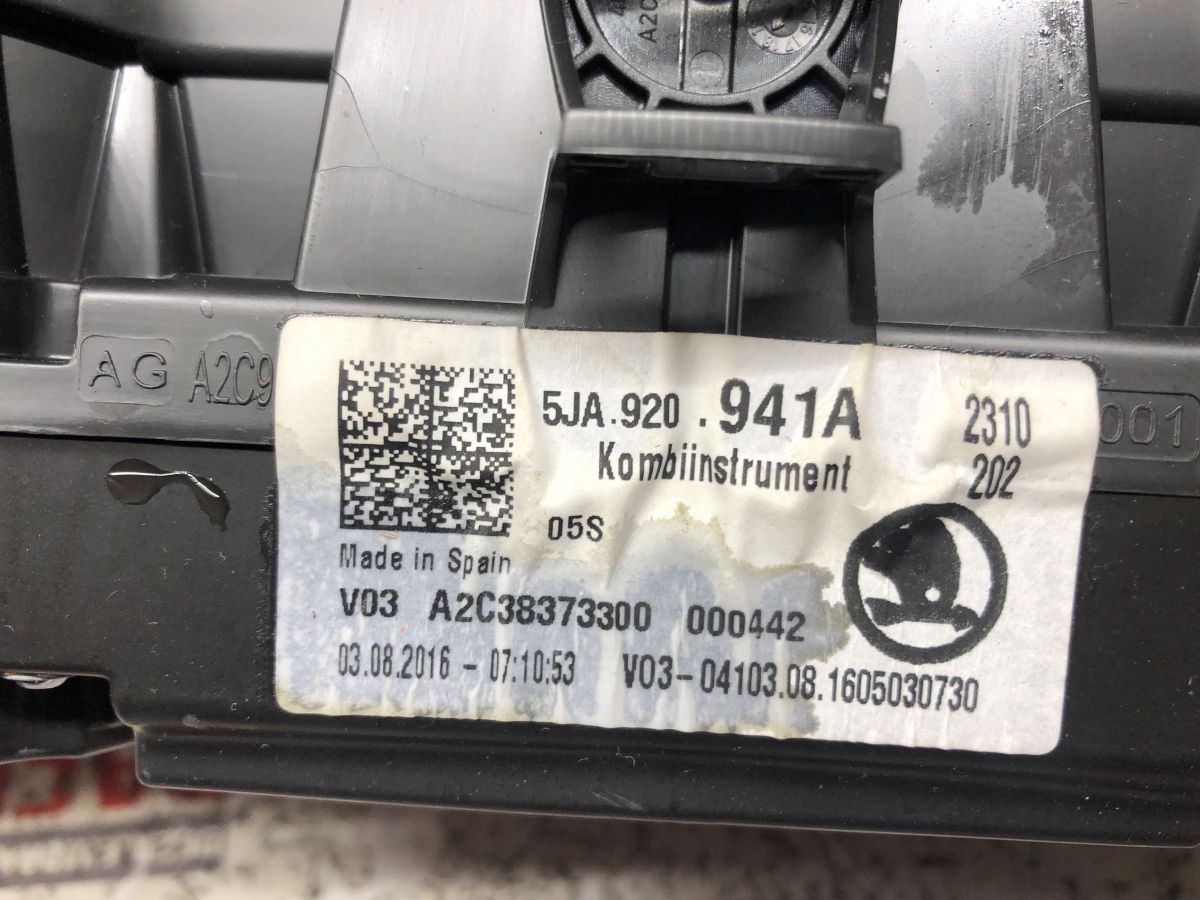 A2C
AG A2C9
001
5JA.920 .941A 2310
Kombiinstrument 202
05S
Made in Spain
V03 A2C38373300 000442
03.08.2016 - 07:10:53 V03-04103.08.1605030730